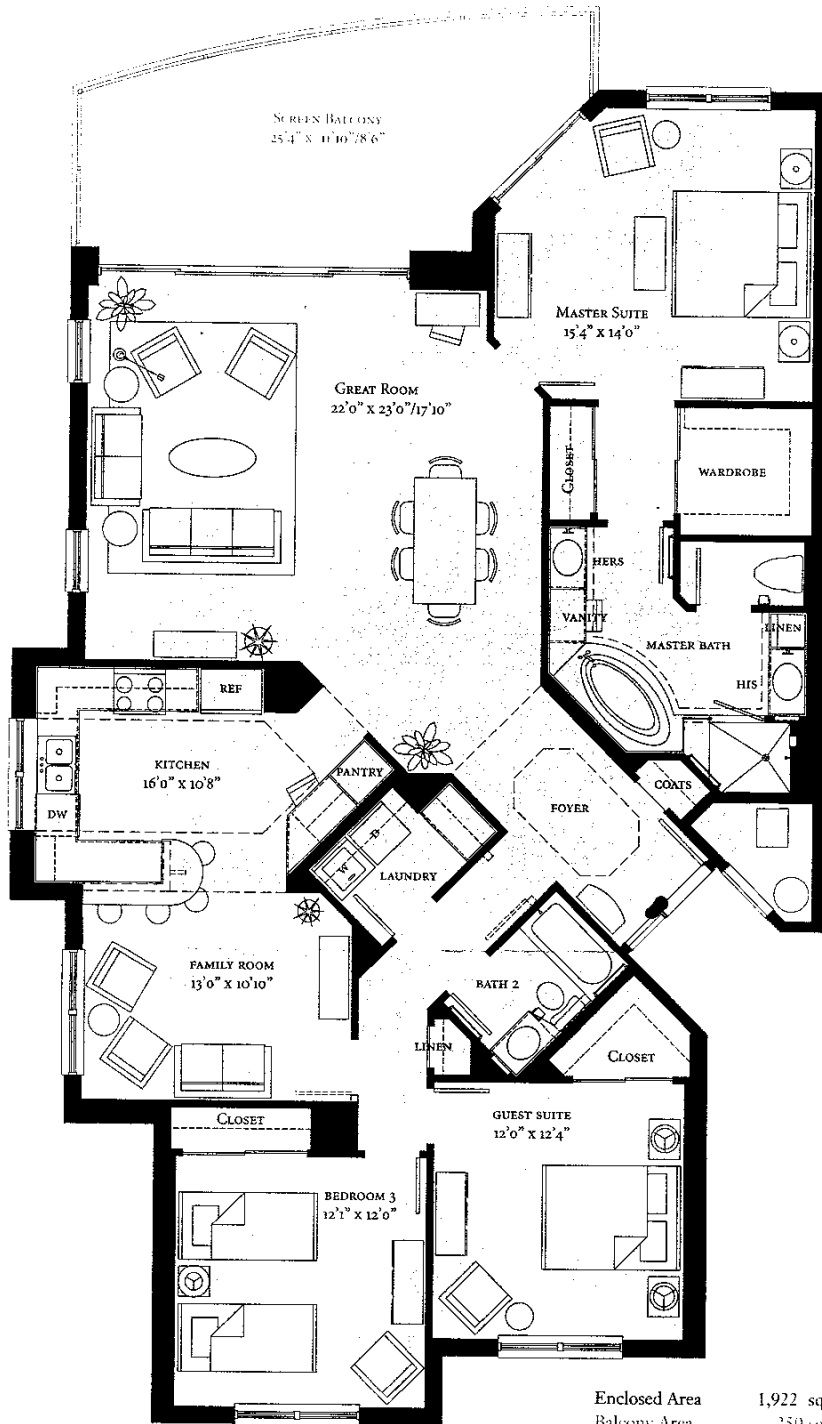 SCREEN BALCONY
25'4" X 11'10"/8'6"
MASTER SUITE
15'4" X 14'0"
GREAT ROOM
22'0" X 23'0"/17'10"
CLOSET
WARDROBE
HERS
VANITY
MASTER BATH
LINEN
HIS
REF
KITCHEN
16'0" X 10'8"
PANTRY
DW
COATS
FOYER
D
W
LAUNDRY
FAMILY ROOM
13'0" X 10'10"
BATH 2
LINEN
CLOSET
CLOSET
GUEST SUITE
12'0" X 12'4"
BEDROOM 3
12'1" X 12'0"
Enclosed Area 1,922 sq
Balcony Area